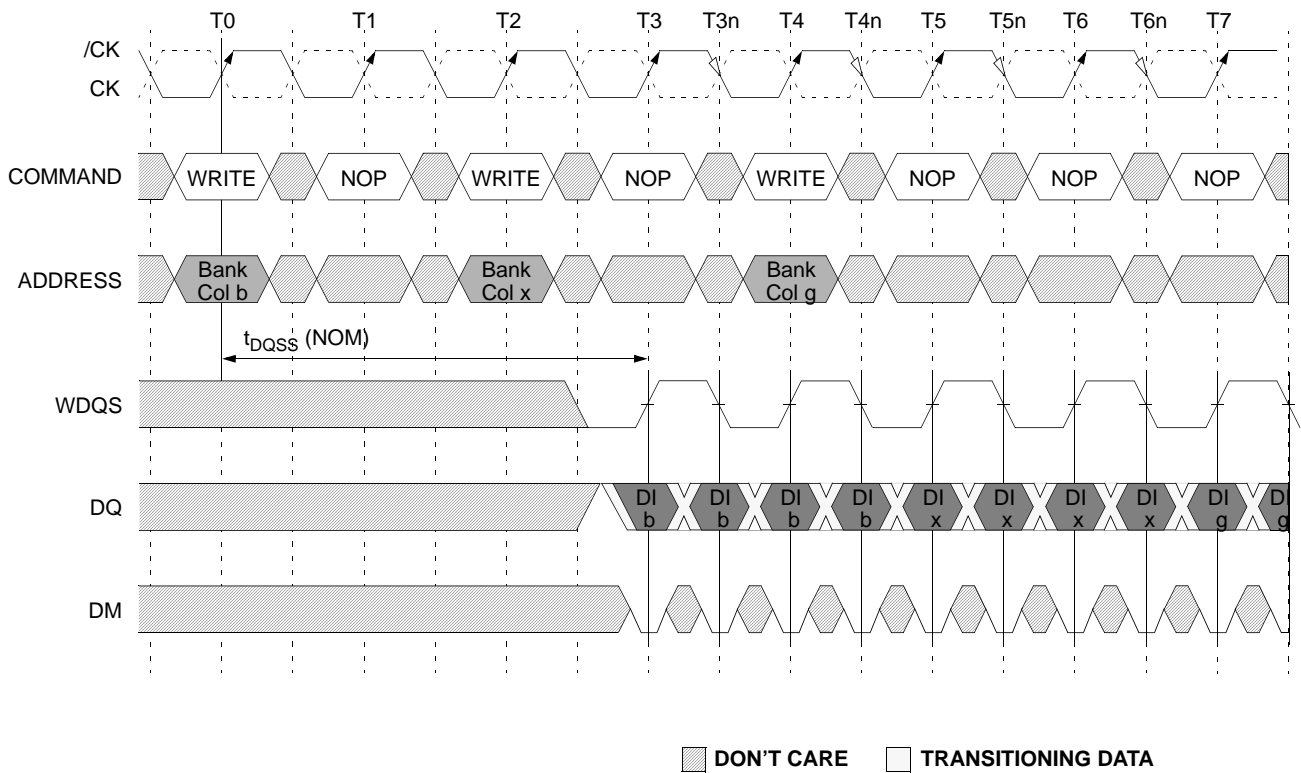 T0 T1 T2 T3 T3n T4 T4n T5 T5n T6 T6n T7
/CK
CK
COMMAND WRITE NOP WRITE NOP WRITE NOP NOP NOP
ADDRESS Bank Col b Bank Col x Bank Col g
tDQSS (NOM)
WDQS
DQ DI b DI b DI b DI b DI x DI x DI x DI x DI g DI g
DM
DON'T CARE TRANSITIONING DATA